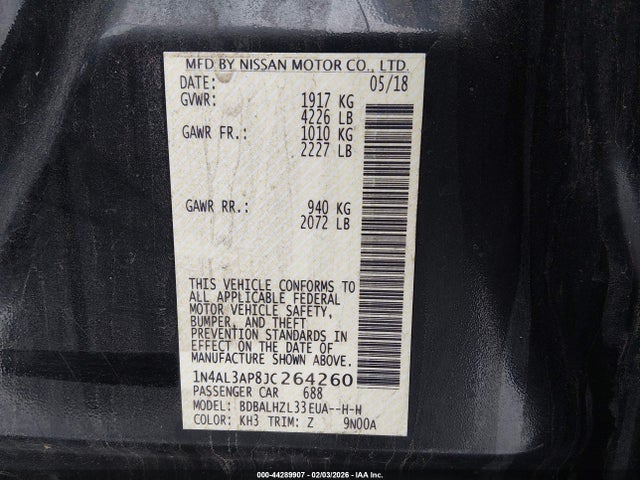 MFD BY NISSAN MOTOR CO., LTD.
DATE: 05/18
GVWR: 1917 KG
4226 LB
GAWR FR.: 1010 KG
2227 LB
GAWR RR.: 940 KG
2072 LB
THIS VEHICLE CONFORMS TO
ALL APPLICABLE FEDERAL
MOTOR VEHICLE SAFETY,
BUMPER, AND THEFT
PREVENTION STANDARDS IN
EFFECT ON THE DATE OF
MANUFACTURE SHOWN ABOVE.
1N4AL3AP8JC264260
PASSENGER CAR 688
MODEL: BDBALHZL33EUA--H-W
COLOR: KH3 TRIM: Z 9N00A
000-44289907 - 02/03/2026 - IAA Inc.